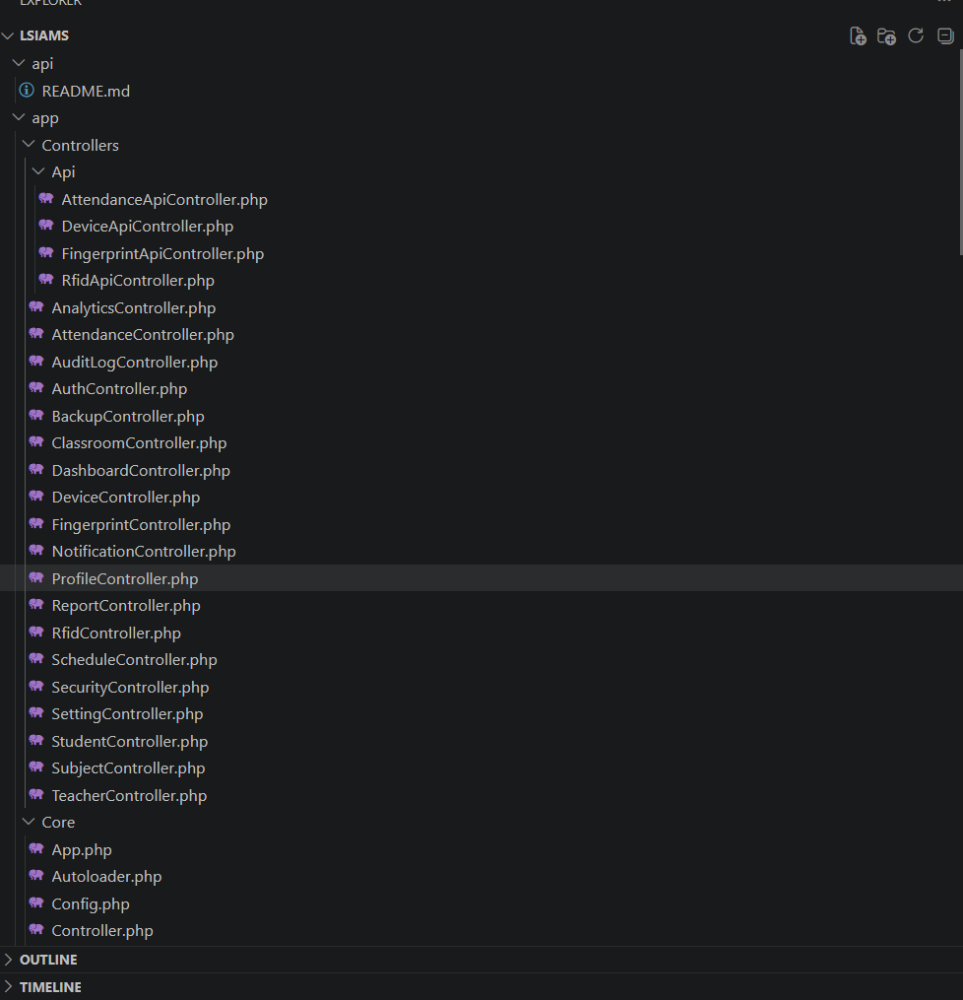 EXPLORER
LSIAMS
api
README.md
app
Controllers
Api
AttendanceApiController.php
DeviceApiController.php
FingerprintApiController.php
RfidApiController.php
AnalyticsController.php
AttendanceController.php
AuditLogController.php
AuthController.php
BackupController.php
ClassroomController.php
DashboardController.php
DeviceController.php
FingerprintController.php
NotificationController.php
ProfileController.php
ReportController.php
RfidController.php
ScheduleController.php
SecurityController.php
SettingController.php
StudentController.php
SubjectController.php
TeacherController.php
Core
App.php
Autoloader.php
Config.php
Controller.php
OUTLINE
TIMELINE